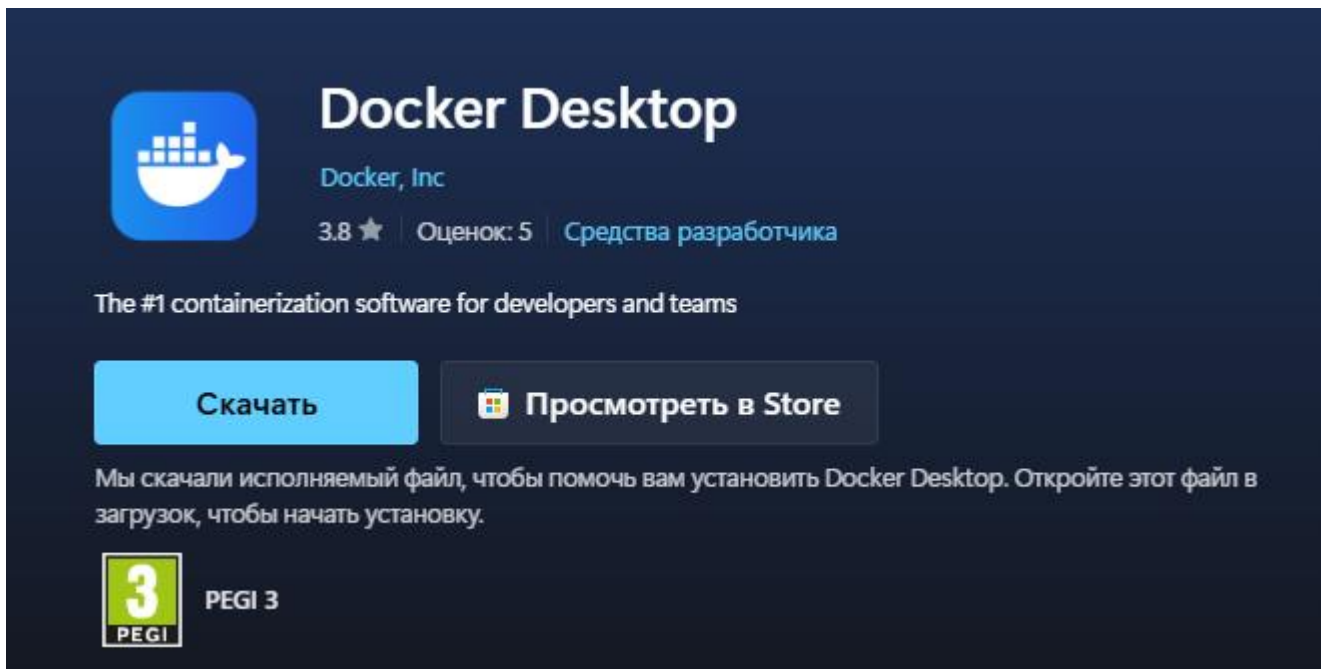 Docker Desktop
Docker, Inc
3.8 ★ Оценок: 5 Средства разработчика
The #1 containerization software for developers and teams
Скачать Просмотреть в Store
Мы скачали исполняемый файл, чтобы помочь вам установить Docker Desktop. Откройте этот файл в
загрузок, чтобы начать установку.
3
PEGI
PEGI 3